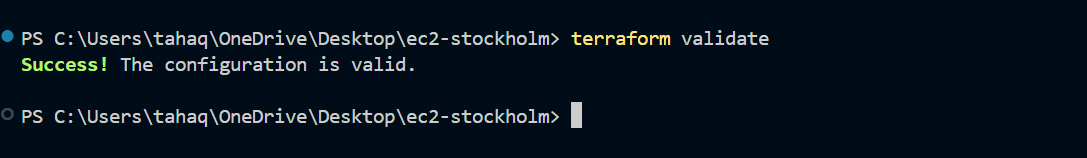 PS C:\Users\tahaq\OneDrive\Desktop\ec2-stockholm> terraform validate
Success! The configuration is valid.
PS C:\Users\tahaq\OneDrive\Desktop\ec2-stockholm>